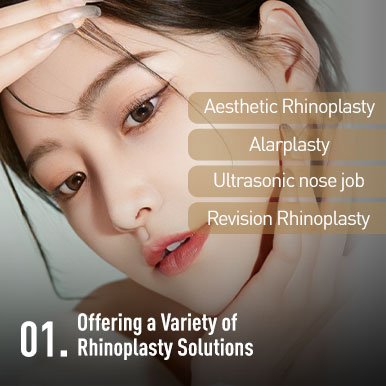 Aesthetic Rhinoplasty
Alarplasty
Ultrasonic nose job
Revision Rhinoplasty
01. Offering a Variety of
Rhinoplasty Solutions